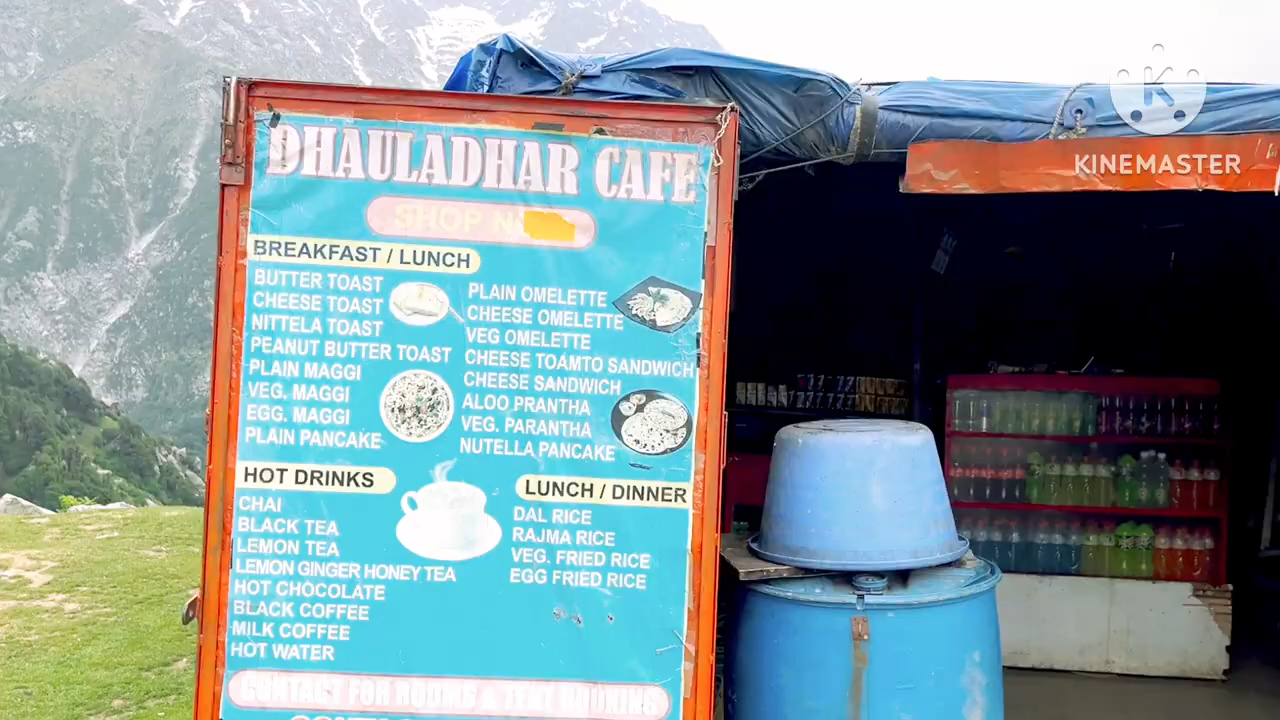 DHAULADHAR CAFE
SHOP
BREAKFAST / LUNCH
BUTTER TOAST
CHEESE TOAST
NITTELA TOAST
PEANUT BUTTER TOAST
PLAIN MAGGI
VEG. MAGGI
EGG. MAGGI
PLAIN PANCAKE
PLAIN OMELETTE
CHEESE OMELETTE
VEG OMELETTE
CHEESE TOAMTO SANDWICH
CHEESE SANDWICH
ALOO PRANTHA
VEG. PARANTHA
NUTELLA PANCAKE
HOT DRINKS
CHAI
BLACK TEA
LEMON TEA
LEMON GINGER HONEY TEA
HOT CHOCOLATE
BLACK COFFEE
MILK COFFEE
HOT WATER
LUNCH / DINNER
DAL RICE
RAJMA RICE
VEG. FRIED RICE
EGG FRIED RICE
CONTACT FOR ROOMS & TENT BOOKING
K
KINEMASTER